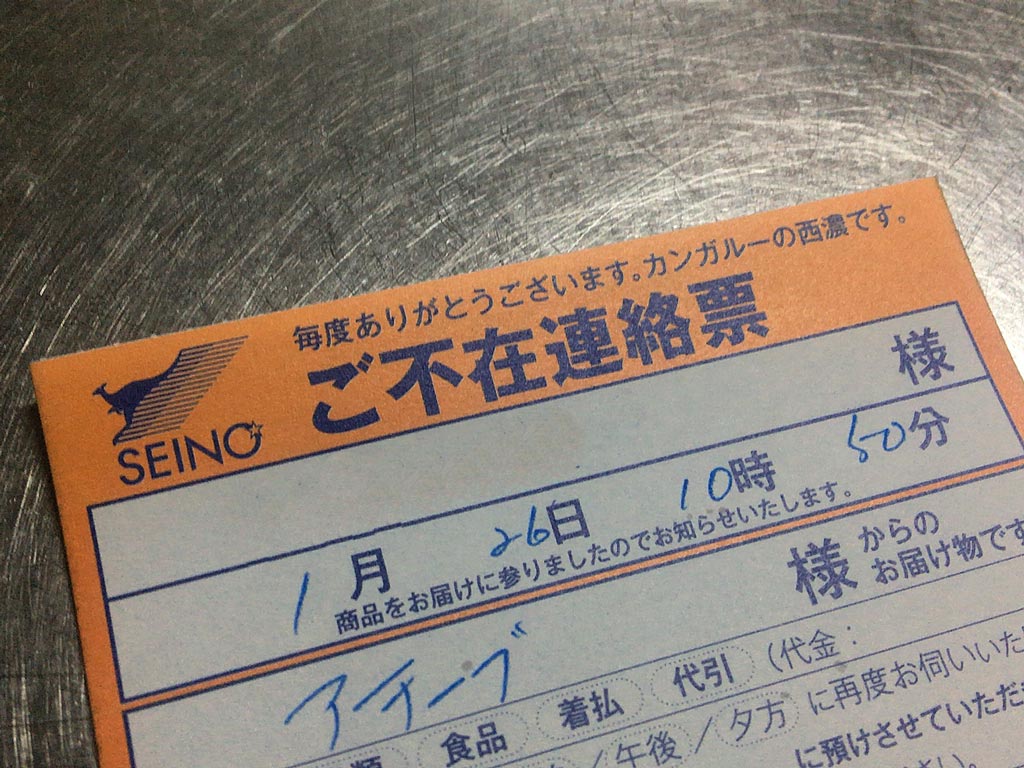 毎度ありがとうございます。カンガルーの西濃です。
ご不在連絡票
SEINO
様
1月 26日 10時 50分
商品をお届けに参りましたのでお知らせいたします。
アチーブ 様 からの
お届け物です
食品 着払 代引 (代金:
/午後/夕方 に再度お伺いいた
に預けさせていただ